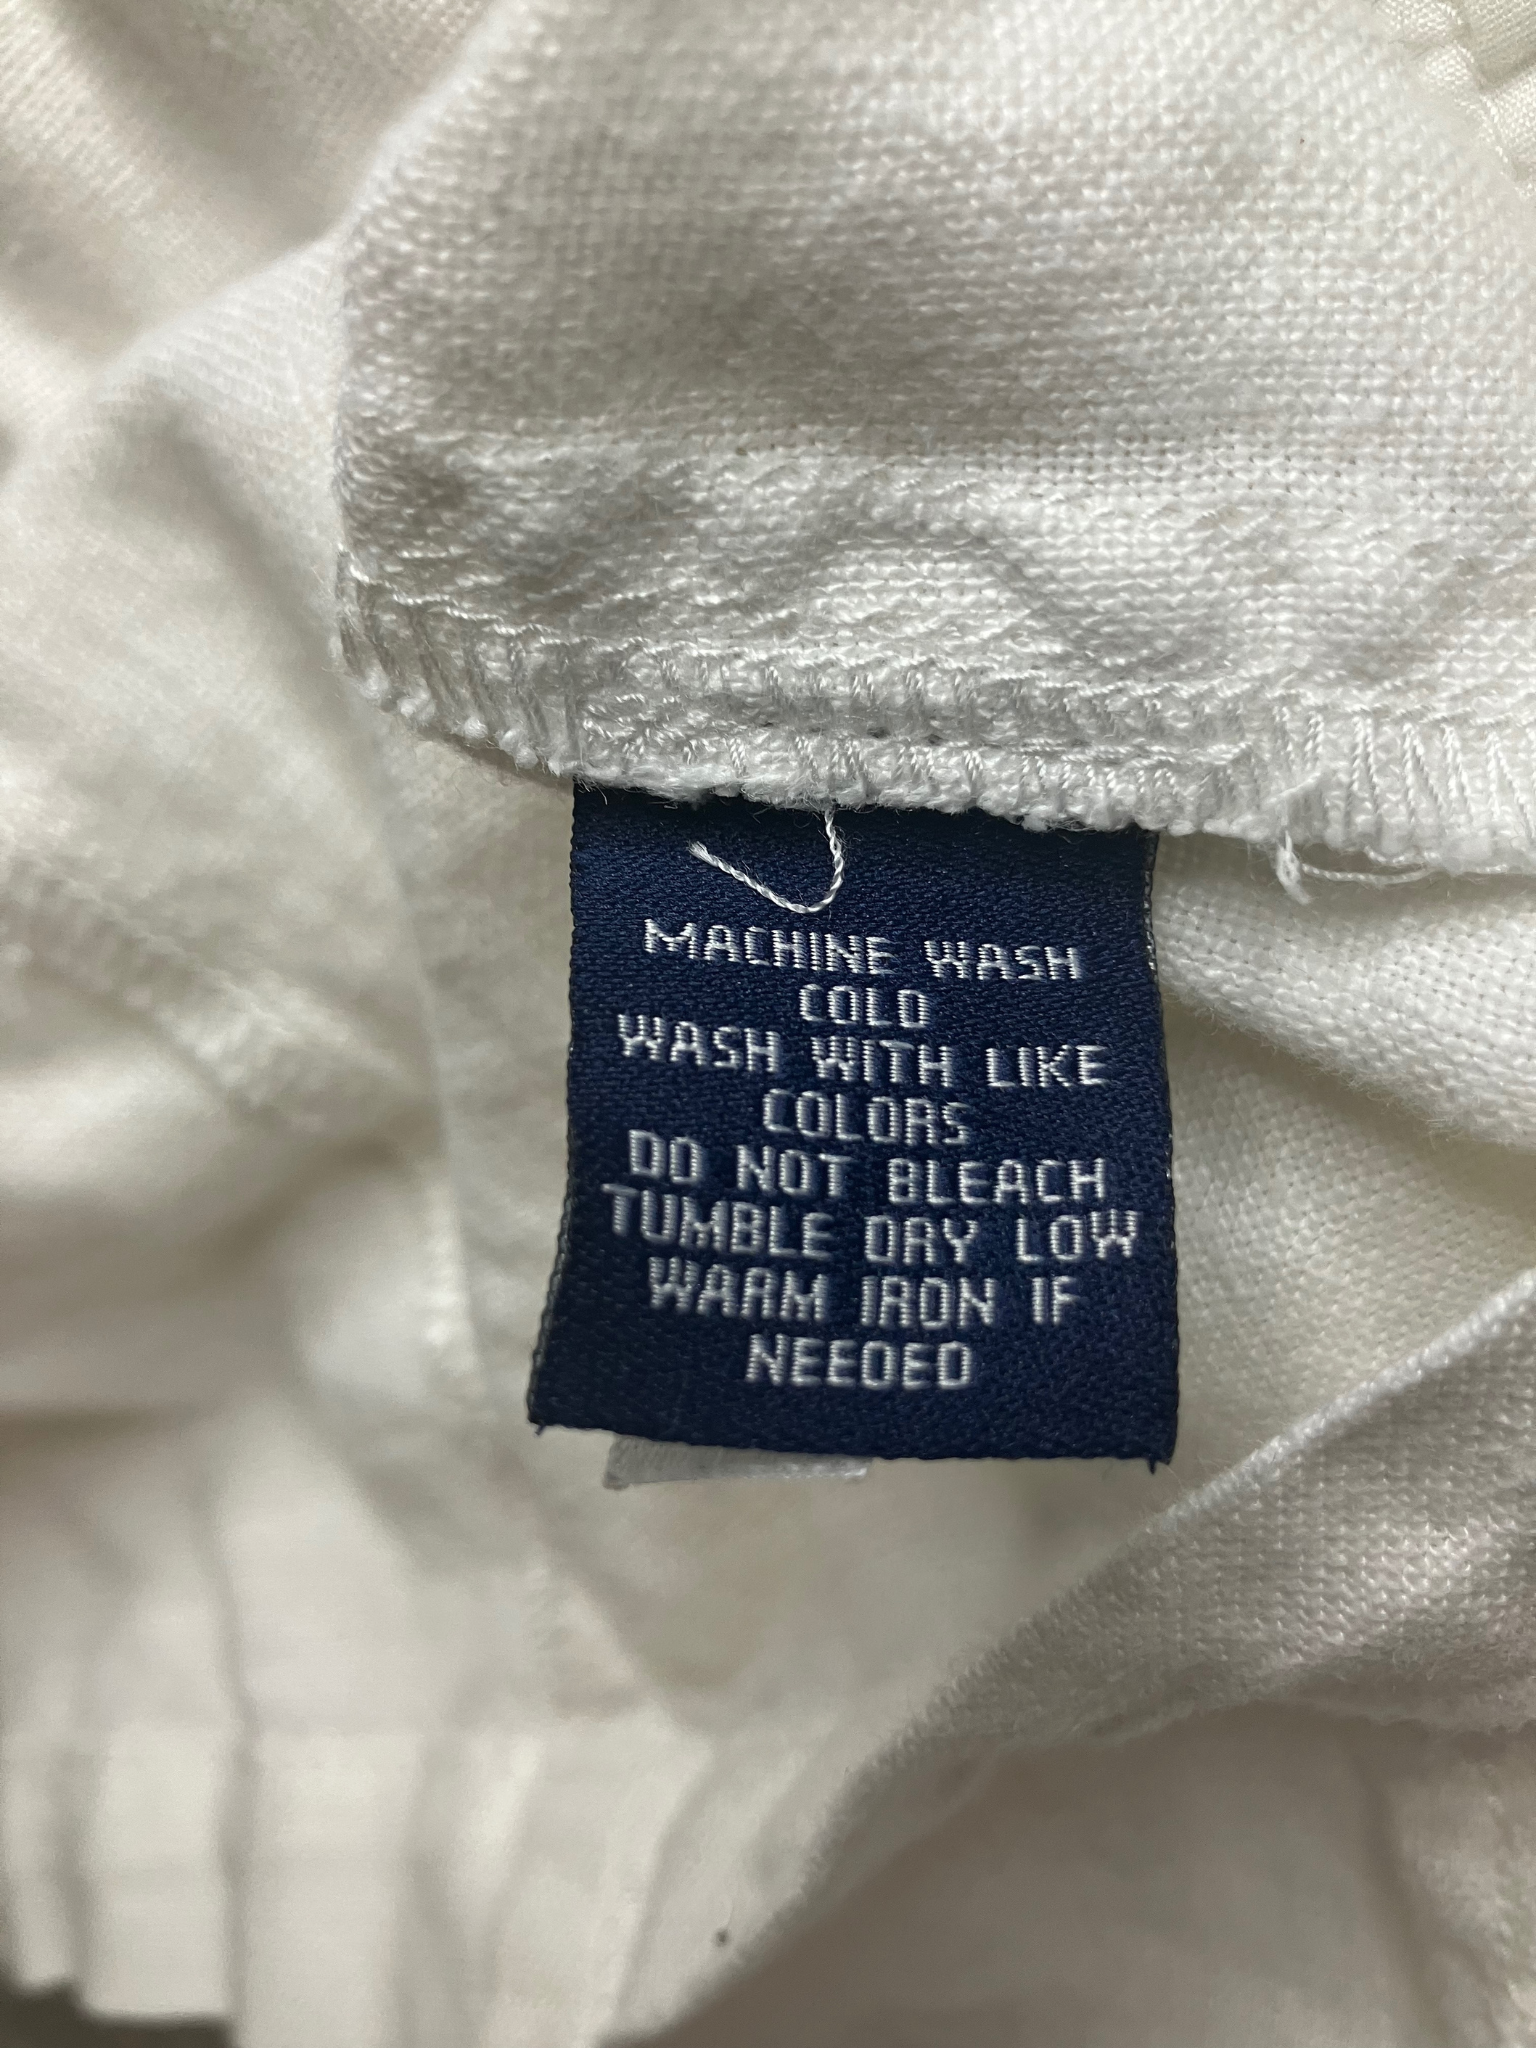 MACHINE WASH
COLD
WASH WITH LIKE
COLORS
DO NOT BLEACH
TUMBLE DRY LOW
WARM IRON IF
NEEDED